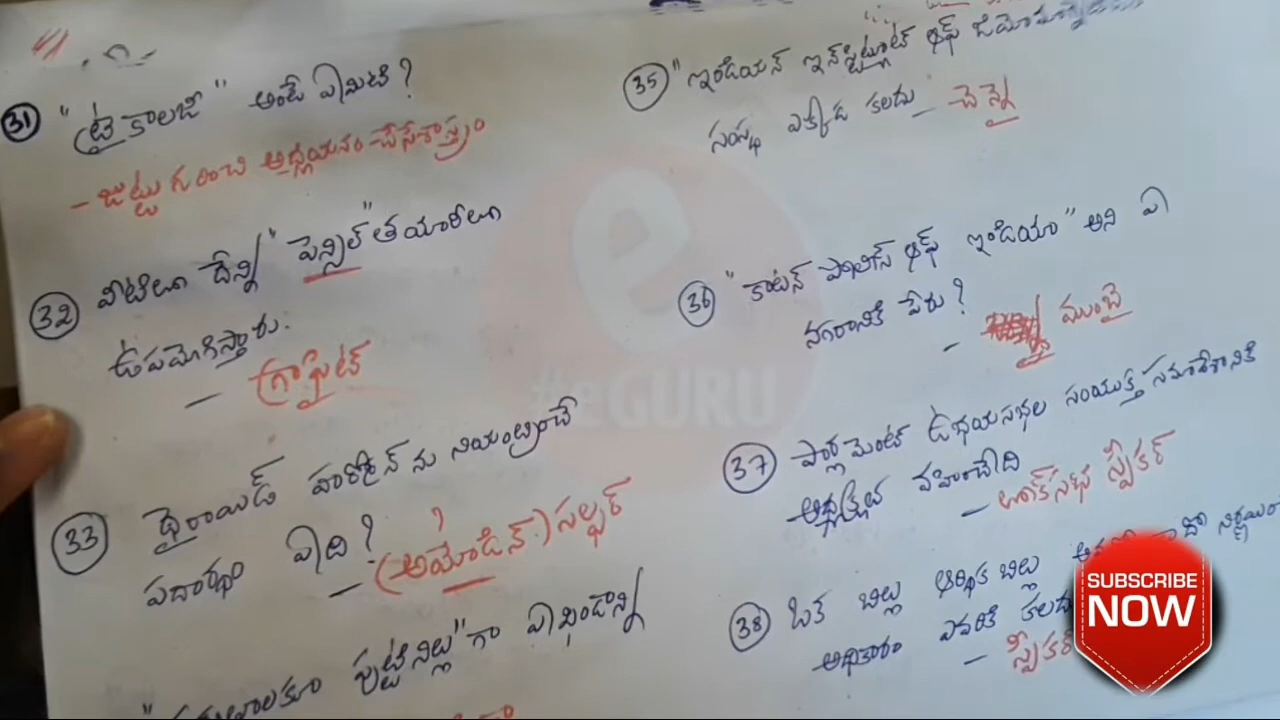 31 "ట్రైకాలజీ" అంటే ఏమిటి?
- జుట్టు గురించి అధ్యయనం చేసే శాస్త్రం
32 వీటిలూ దేన్ని "పెన్సిల్" తయారీలూ
ఉపయోగిస్తారు.
- గ్రాఫైట్
33 థైరాయిడ్ హార్మోన్ ను నియంత్రించే
పదార్థం ఏది?
- (అయోడిన్) సల్ఫర్
పుట్టినిల్లు" గా ఏ ఖండాన్ని
35 "ఇండియన్ ఇన్‌స్టిట్యూట్ ఆఫ్
సంస్థ ఎక్కడ కలదు - చెన్నై
36 "కాటన్ పోలిస్ ఆఫ్ ఇండియా" అని ఏ
నగరానికి పేరు?
- ముంబై
37 పార్లమెంట్ ఉభయసభల సంయుక్త సమావేశానికి
అధ్యక్షత వహించేది
- లోక్‌సభ స్పీకర్
38 ఒక బిల్లు ఆర్థిక బిల్లు
అధికారం ఎవరికి కలదు
- స్పీకర్
e
#eGURU
SUBSCRIBE
NOW